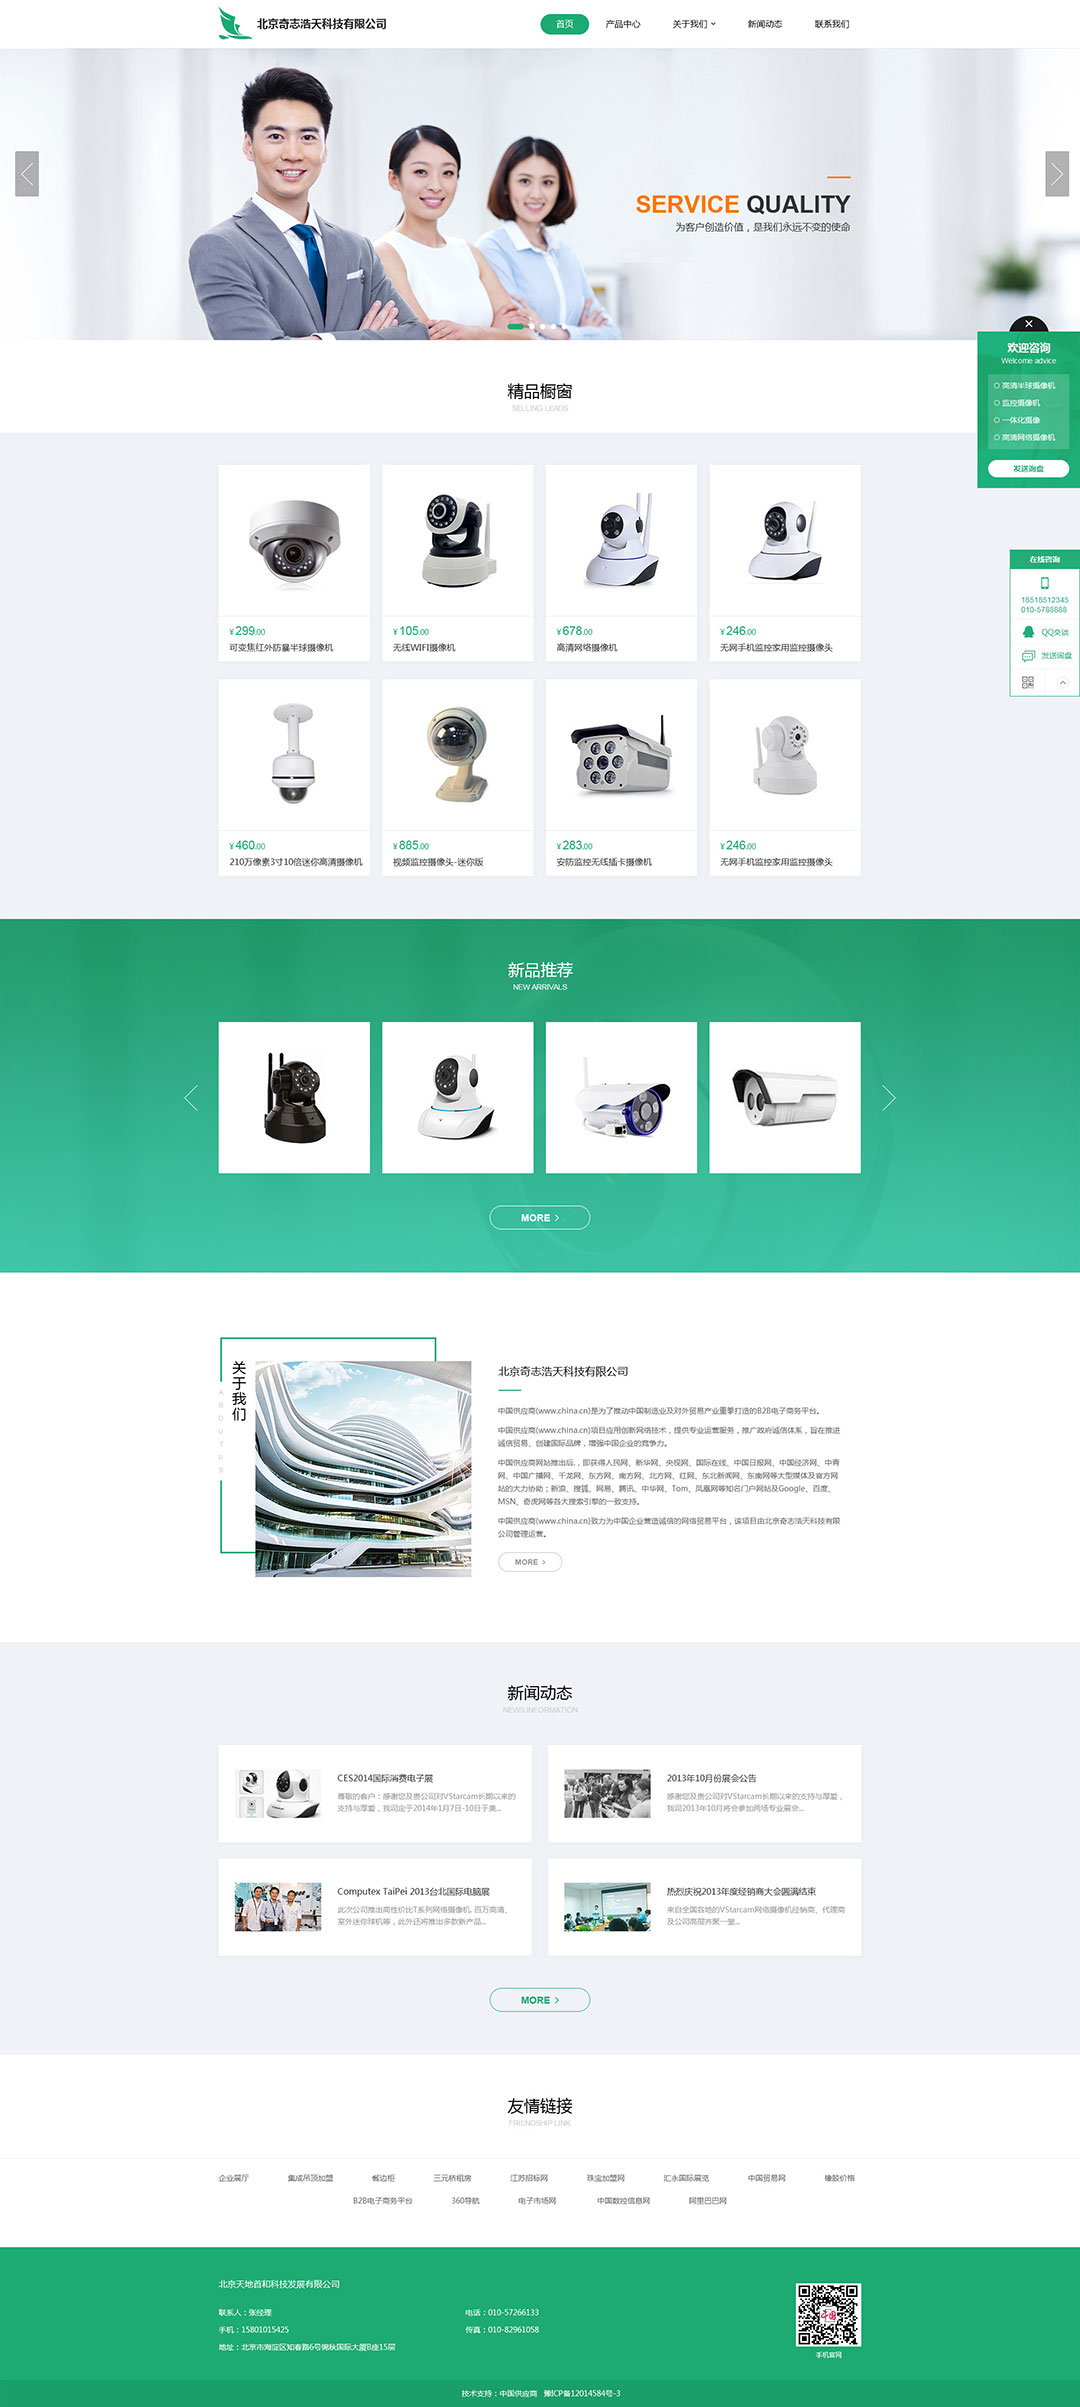 北京奇志浩天科技有限公司
首页 产品中心 关于我们 新闻动态 联系我们
SERVICE QUALITY
为客户创造价值，是我们永远不变的使命
欢迎咨询
Welcome advice
高清半球摄像机
监控摄像机
一体化摄像
高清网络摄像机
发送询盘
精品橱窗
SELLING LEADS
¥299.00
可变焦红外防暴半球摄像机
¥105.00
无线WIFI摄像机
¥678.00
高清网络摄像机
¥246.00
无网手机监控家用监控摄像头
在线咨询
18518512345
010-5788888
QQ交谈
发送询盘
¥460.00
210万像素3寸10倍迷你高清摄像机
¥885.00
视频监控摄像头-迷你版
¥283.00
安防监控无线插卡摄像机
¥246.00
无网手机监控家用监控摄像头
新品推荐
NEW ARRIVALS
MORE >
关于我们
ABOUT US
北京奇志浩天科技有限公司
中国供应商(www.china.cn)是为了推动中国制造业及对外贸易产业重拳打造的B2B电子商务平台。
中国供应商(www.china.cn)项目应用创新网络技术，提供专业运营服务，推广政府诚信体系，旨在推进
诚信贸易、创建国际品牌，增强中国企业的竞争力。
中国供应商网站推出后.，即获得人民网、新华网、央视网、国际在线、中国日报网、中国经济网、中青
网、中国广播网、千龙网、东方网、南方网、北方网、红网、东北新闻网、东南网等大型媒体及官方网
站的大力协助；新浪、搜狐、网易、腾讯、中华网、Tom、凤凰网等知名门户网站及Google、百度、
MSN、奇虎网等各大搜索引擎的一致支持。
中国供应商(www.china.cn)致力为中国企业营造诚信的网络贸易平台，该项目由北京奇志浩天科技有限
公司管理运营。
MORE >
新闻动态
NEWS INFORMATION
CES2014国际消费电子展
尊敬的客户：感谢您及贵公司对VStarcam长期以来的
支持与厚爱，我司定于2014年1月7日-10日于美...
2013年10月份展会公告
感谢您及贵公司对VStarcam长期以来的支持与厚爱，
我司2013年10月将会参加两场专业展会...
Computex TaiPei 2013台北国际电脑展
此次公司推出高性价比T系列网络摄像机, 百万高清、
室外迷你球机等，此外还将推出多款新产品...
热烈庆祝2013年度经销商大会圆满结束
来自全国各地的VStarcam网络摄像机经销商、代理商
及公司高层齐聚一堂...
MORE >
友情链接
FRIENDSHIP LINK
企业展厅 集成吊顶加盟 餐边柜 三元桥租房 江苏招标网 珠宝加盟网 汇永国际展览 中国贸易网 橡胶价格
B2B电子商务平台 360导航 电子市场网 中国数控信息网 阿里巴巴网
北京天地首和科技发展有限公司
联系人：张经理 电话：010-57266133
手机：15801015425 传真：010-82961058
地址：北京市海淀区知春路6号锦秋国际大厦B座15层
手机官网
技术支持：中国供应商 豫ICP备12014584号-3